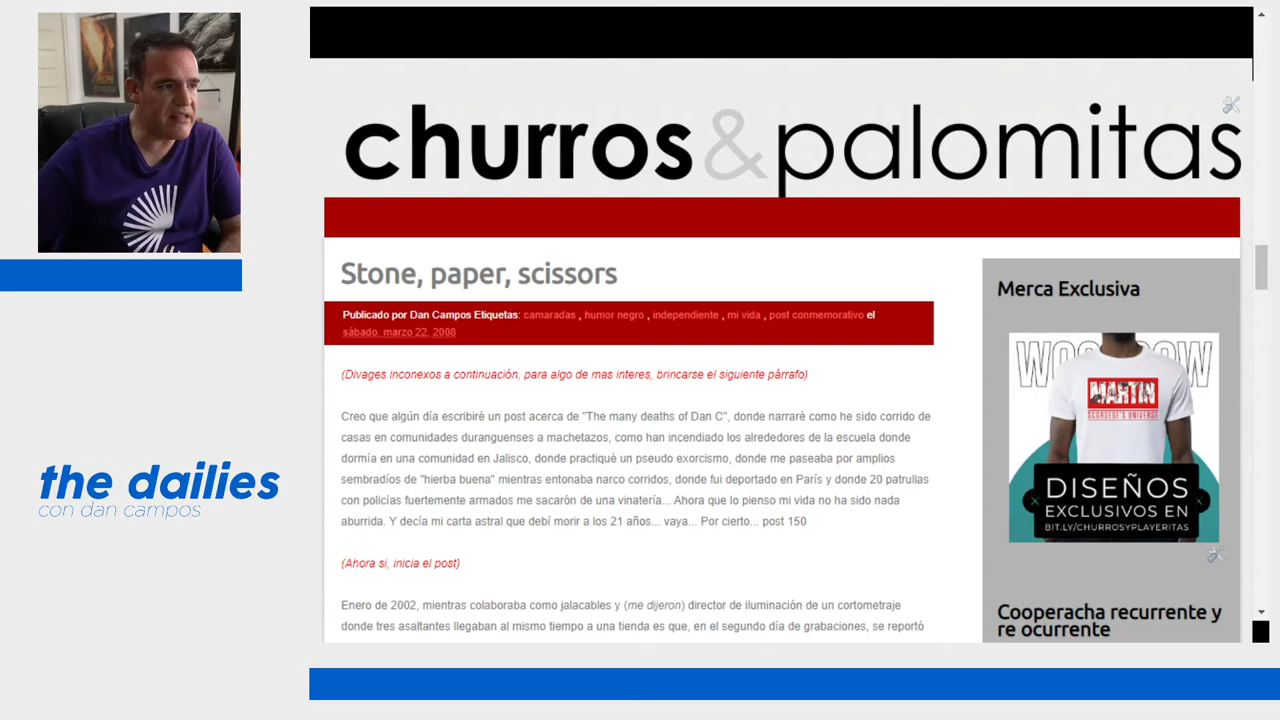 churros&palomitas
Stone, paper, scissors
Publicado por Dan Campos Etiquetas: camaradas , humor negro , independiente , mi vida , post conmemorativo el
sábado, marzo 22, 2008
(Divages inconexos a continuación, para algo de mas interes, brincarse el siguiente párrafo)
Creo que algún día escribiré un post acerca de "The many deaths of Dan C", donde narraré como he sido corrido de
casas en comunidades duranguenses a machetazos, como han incendiado los alrededores de la escuela donde
dormía en una comunidad en Jalisco, donde practiqué un pseudo exorcismo, donde me paseaba por amplios
sembradíos de "hierba buena" mientras entonaba narco corridos, donde fui deportado en París y donde 20 patrullas
con policías fuertemente armados me sacarón de una vinatería... Ahora que lo pienso mi vida no ha sido nada
aburrida. Y decía mi carta astral que debí morir a los 21 años... vaya... Por cierto... post 150
(Ahora si, inicia el post)
Enero de 2002, mientras colaboraba como jalacables y (me dijeron) director de iluminación de un cortometraje
donde tres asaltantes llegaban al mismo tiempo a una tienda es que, en el segundo día de grabaciones, se reportó
Merca Exclusiva
MARTIN
SCORSESE'S UNIVERSE
DISEÑOS
EXCLUSIVOS EN
BIT.LY/CHURROSYPLAYERITAS
Cooperacha recurrente y
re ocurrente
the dailies
con dan campos